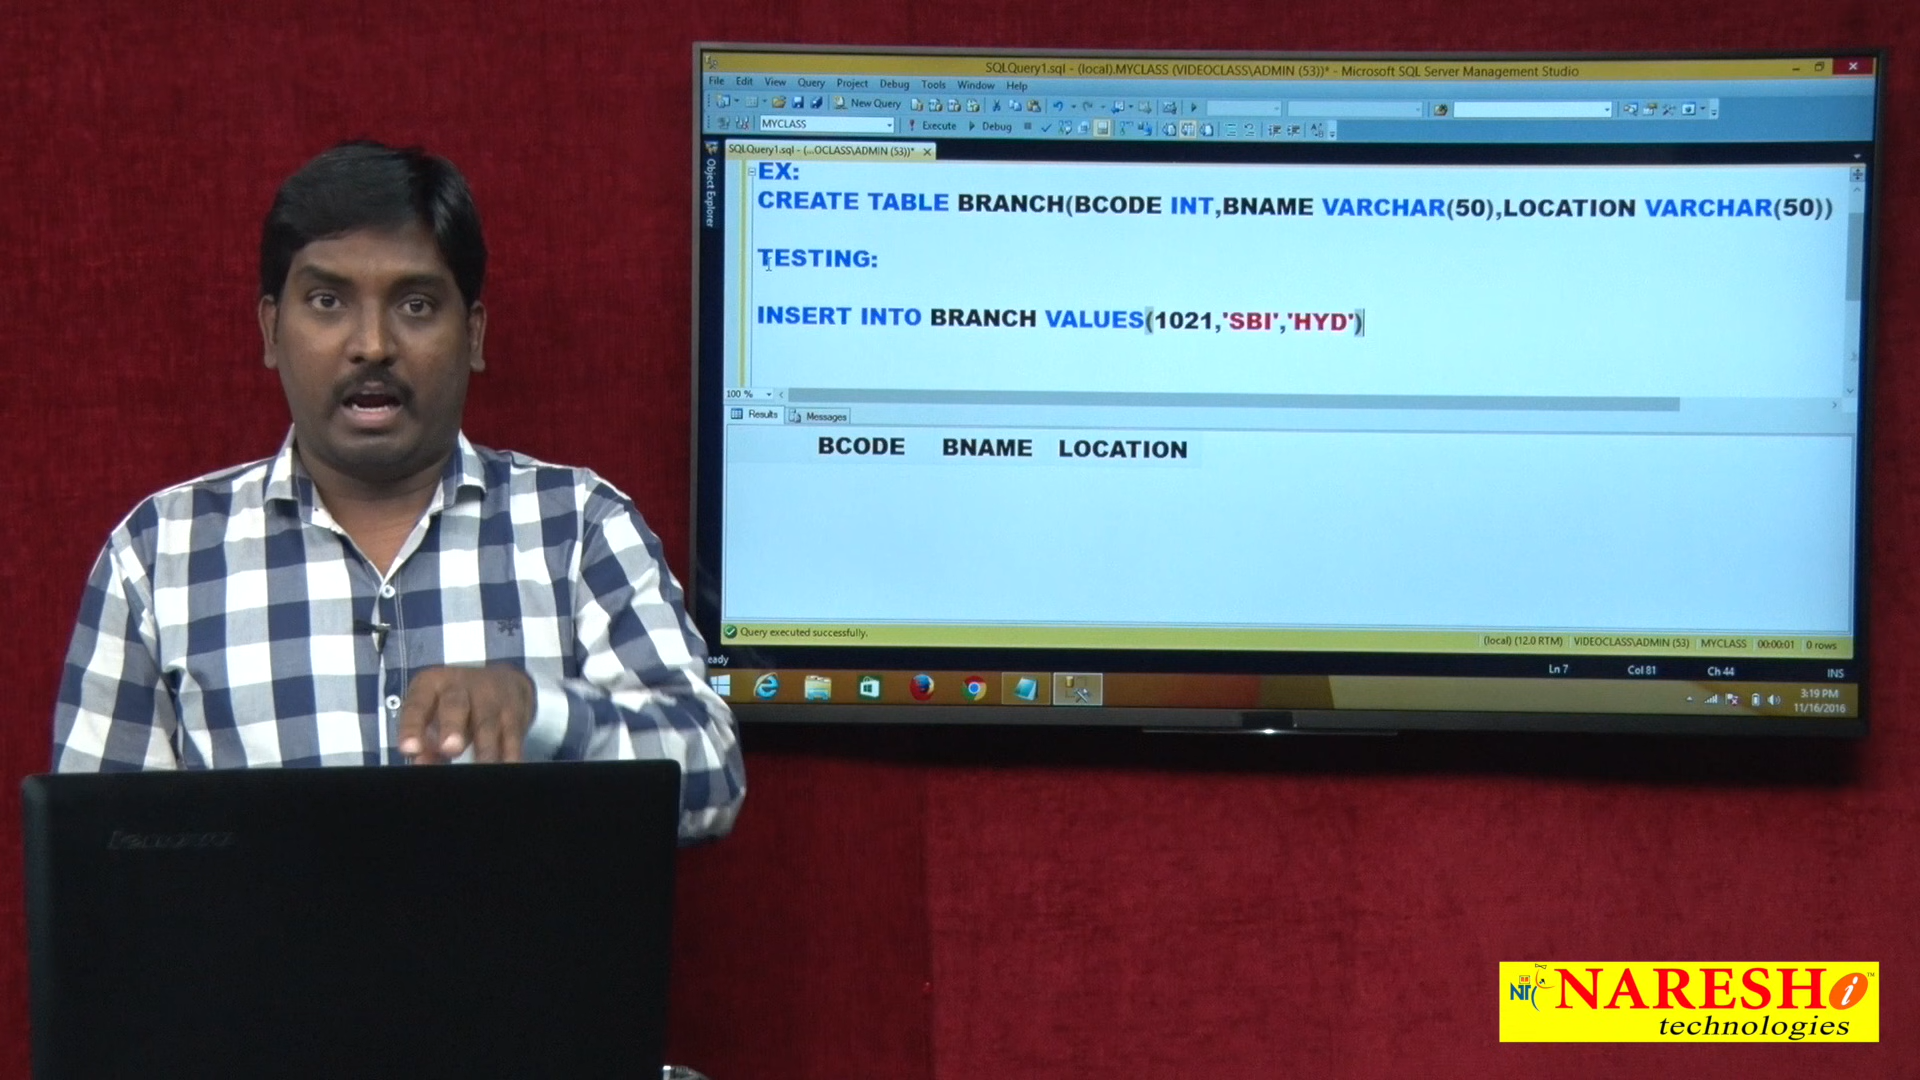 SQLQuery1.sql - (local).MYCLASS (VIDEOCLASS\ADMIN (53))* - Microsoft SQL Server Management Studio
File Edit View Query Project Debug Tools Window Help
New Query
MYCLASS Execute Debug
SQLQuery1.sql - (...OCLASS\ADMIN (53))*
Object Explorer
EX:
CREATE TABLE BRANCH(BCODE INT,BNAME VARCHAR(50),LOCATION VARCHAR(50))
TESTING:
INSERT INTO BRANCH VALUES(1021,'SBI','HYD')
100 %
Results Messages
BCODE BNAME LOCATION
Query executed successfully.
(local) (12.0 RTM) VIDEOCLASS\ADMIN (53) MYCLASS 00:00:01 0 rows
eady Ln 7 Col 81 Ch 44 INS
3:19 PM
11/16/2016
NARESH i
technologies